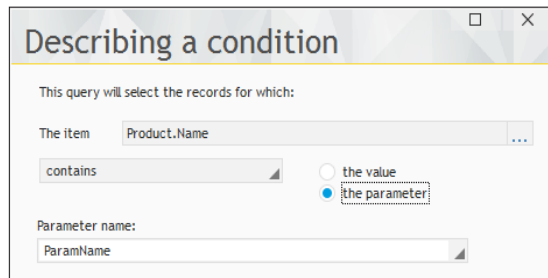 Describing a condition
This query will select the records for which:
The item Product.Name ...
contains
the value
the parameter
Parameter name:
ParamName